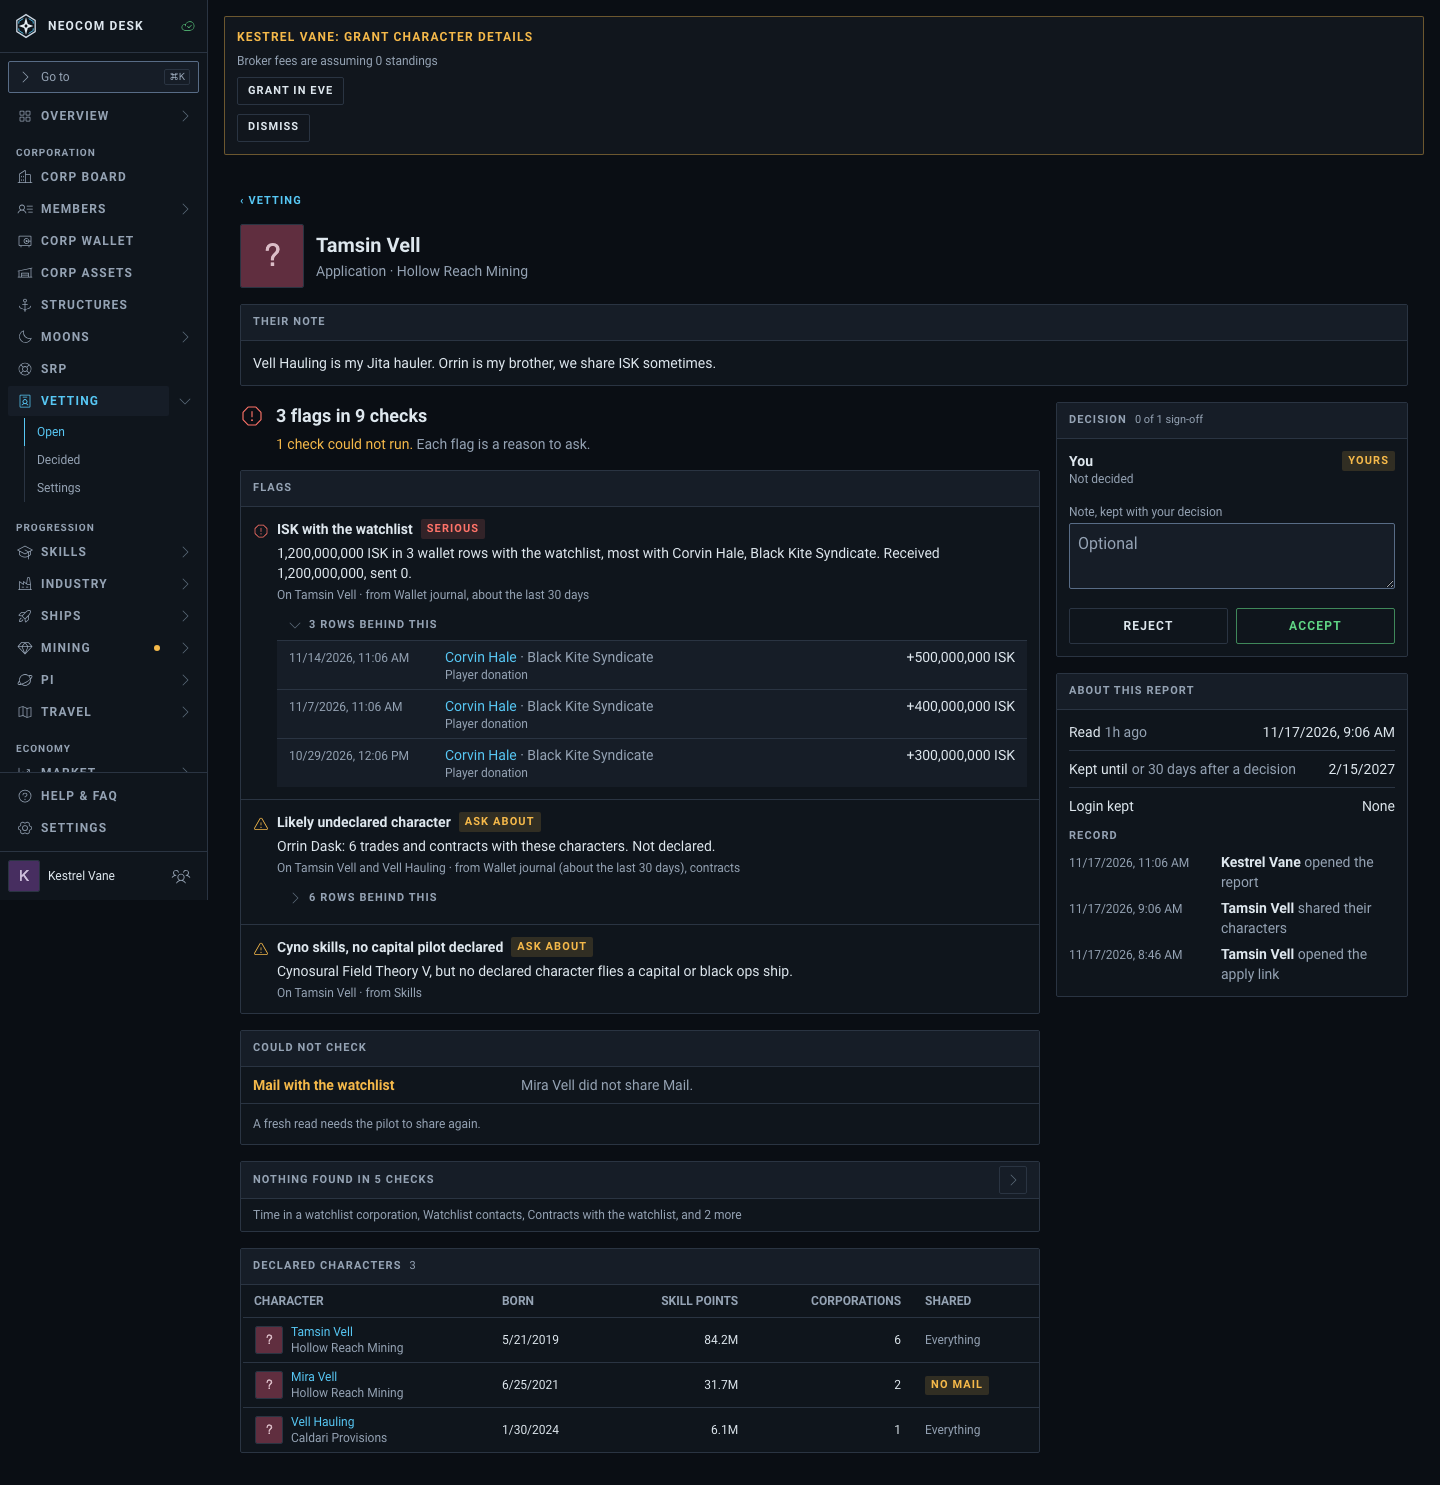 NEOCOM DESK
Go to
⌘K
OVERVIEW
CORPORATION
CORP BOARD
MEMBERS
CORP WALLET
CORP ASSETS
STRUCTURES
MOONS
SRP
VETTING
Open
Decided
Settings
PROGRESSION
SKILLS
INDUSTRY
SHIPS
MINING
PI
TRAVEL
ECONOMY
MARKET
HELP & FAQ
SETTINGS
K
Kestrel Vane
KESTREL VANE: GRANT CHARACTER DETAILS
Broker fees are assuming 0 standings
GRANT IN EVE
DISMISS
‹ VETTING
?
Tamsin Vell
Application · Hollow Reach Mining
THEIR NOTE
Vell Hauling is my Jita hauler. Orrin is my brother, we share ISK sometimes.
3 flags in 9 checks
1 check could not run. Each flag is a reason to ask.
FLAGS
ISK with the watchlist SERIOUS
1,200,000,000 ISK in 3 wallet rows with the watchlist, most with Corvin Hale, Black Kite Syndicate. Received
1,200,000,000, sent 0.
On Tamsin Vell · from Wallet journal, about the last 30 days
3 ROWS BEHIND THIS
11/14/2026, 11:06 AM Corvin Hale · Black Kite Syndicate +500,000,000 ISK
Player donation
11/7/2026, 11:06 AM Corvin Hale · Black Kite Syndicate +400,000,000 ISK
Player donation
10/29/2026, 12:06 PM Corvin Hale · Black Kite Syndicate +300,000,000 ISK
Player donation
Likely undeclared character ASK ABOUT
Orrin Dask: 6 trades and contracts with these characters. Not declared.
On Tamsin Vell and Vell Hauling · from Wallet journal (about the last 30 days), contracts
6 ROWS BEHIND THIS
Cyno skills, no capital pilot declared ASK ABOUT
Cynosural Field Theory V, but no declared character flies a capital or black ops ship.
On Tamsin Vell · from Skills
COULD NOT CHECK
Mail with the watchlist Mira Vell did not share Mail.
A fresh read needs the pilot to share again.
NOTHING FOUND IN 5 CHECKS
Time in a watchlist corporation, Watchlist contacts, Contracts with the watchlist, and 2 more
DECLARED CHARACTERS 3
CHARACTER BORN SKILL POINTS CORPORATIONS SHARED
? Tamsin Vell 5/21/2019 84.2M 6 Everything
Hollow Reach Mining
? Mira Vell 6/25/2021 31.7M 2 NO MAIL
Hollow Reach Mining
? Vell Hauling 1/30/2024 6.1M 1 Everything
Caldari Provisions
DECISION 0 of 1 sign-off
You YOURS
Not decided
Note, kept with your decision
Optional
REJECT ACCEPT
ABOUT THIS REPORT
Read 1h ago 11/17/2026, 9:06 AM
Kept until or 30 days after a decision 2/15/2027
Login kept None
RECORD
11/17/2026, 11:06 AM Kestrel Vane opened the
report
11/17/2026, 9:06 AM Tamsin Vell shared their
characters
11/17/2026, 8:46 AM Tamsin Vell opened the
apply link